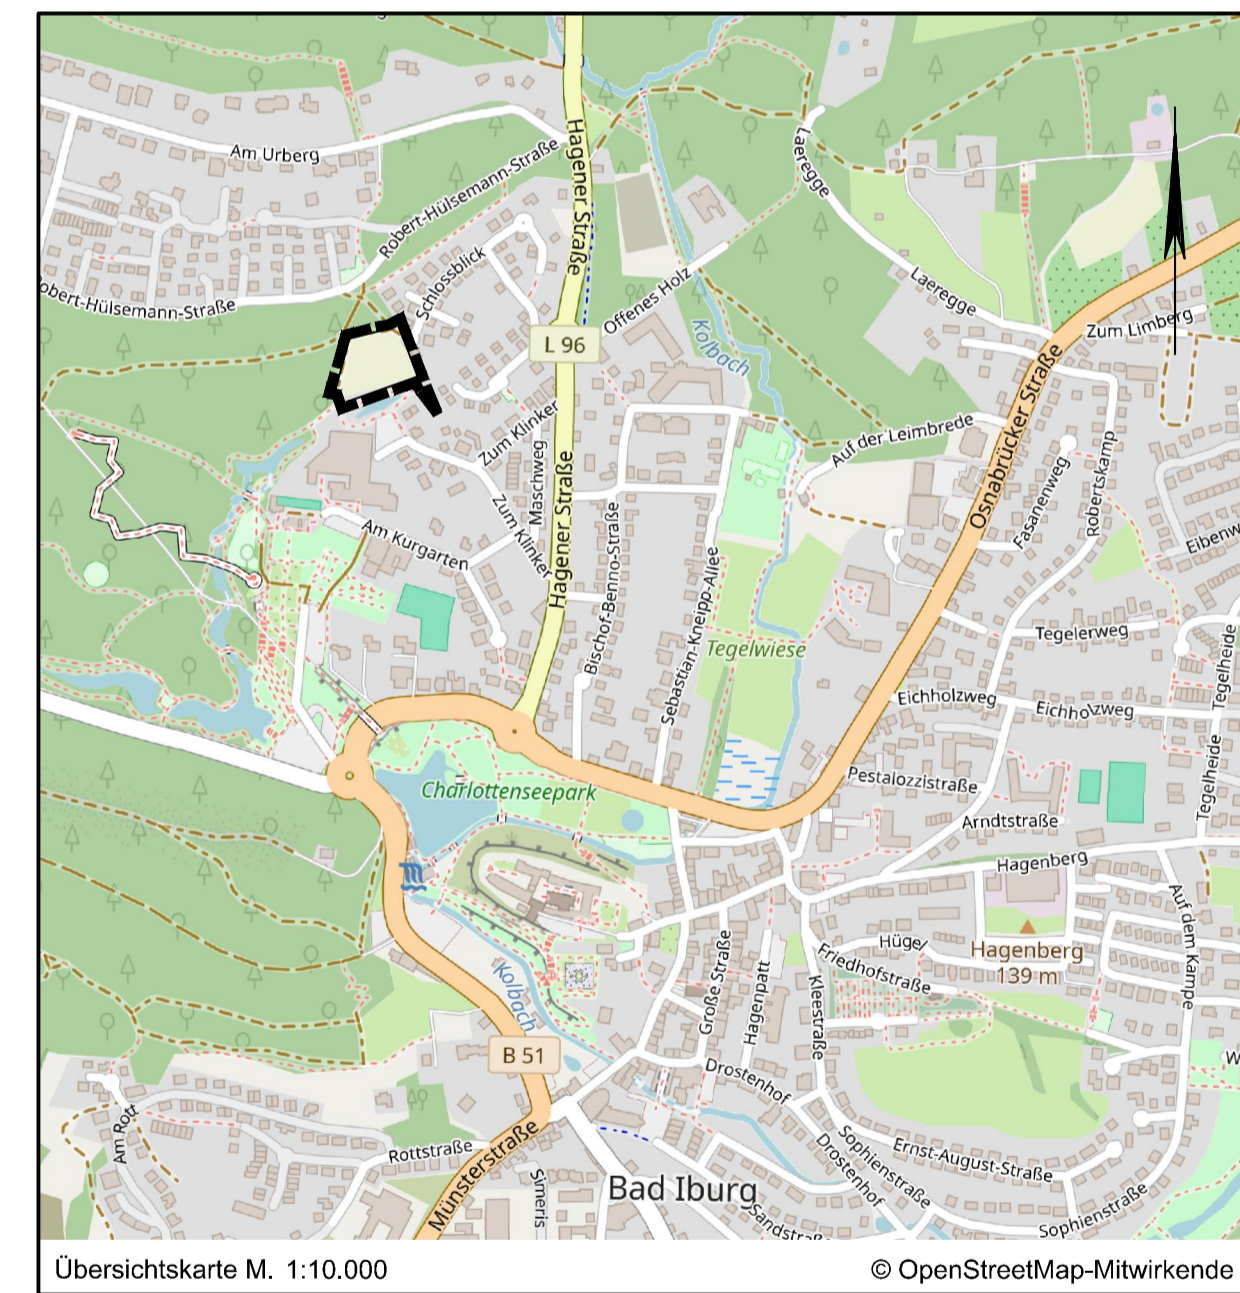 Am Urberg
Robert-Hülsemann-Straße
obert-Hülsemann-Straße
Hagener Straße
Schlossblick
Laeregge
Laeregge
Offenes Holz
Kolbach
L 96
Zum Limberg
Zum Klinker
Maschweg
Zum Klinker
Hagener Straße
Auf der Leimbrede
Osnabrücker Straße
Fasanenweg
Robertskamp
Eibenw
Am Kurgarten
Bischof-Benno-Straße
Sebastian-Kneipp-Allee
Tegelwiese
Tegelerweg
Tegelheide
Eichholzweg
Eichholzweg
Tegelheide
Pestalozzistraße
Arndtstraße
Charlottenseepark
Hagenberg
Auf dem Kampe
Hügel
Hagenberg
139 m
Friedhofstraße
Große Straße
Hagenpatt
Kleestraße
Kolbach
B 51
Drostenhof
W
Am Rott
Rottstraße
Münsterstraße
Simeris
Bad Iburg
Sandstraße
Drostenhof
Sophienstraße
Ernst-August-Straße
Sophienstraße
Übersichtskarte M. 1:10.000
© OpenStreetMap-Mitwirkende